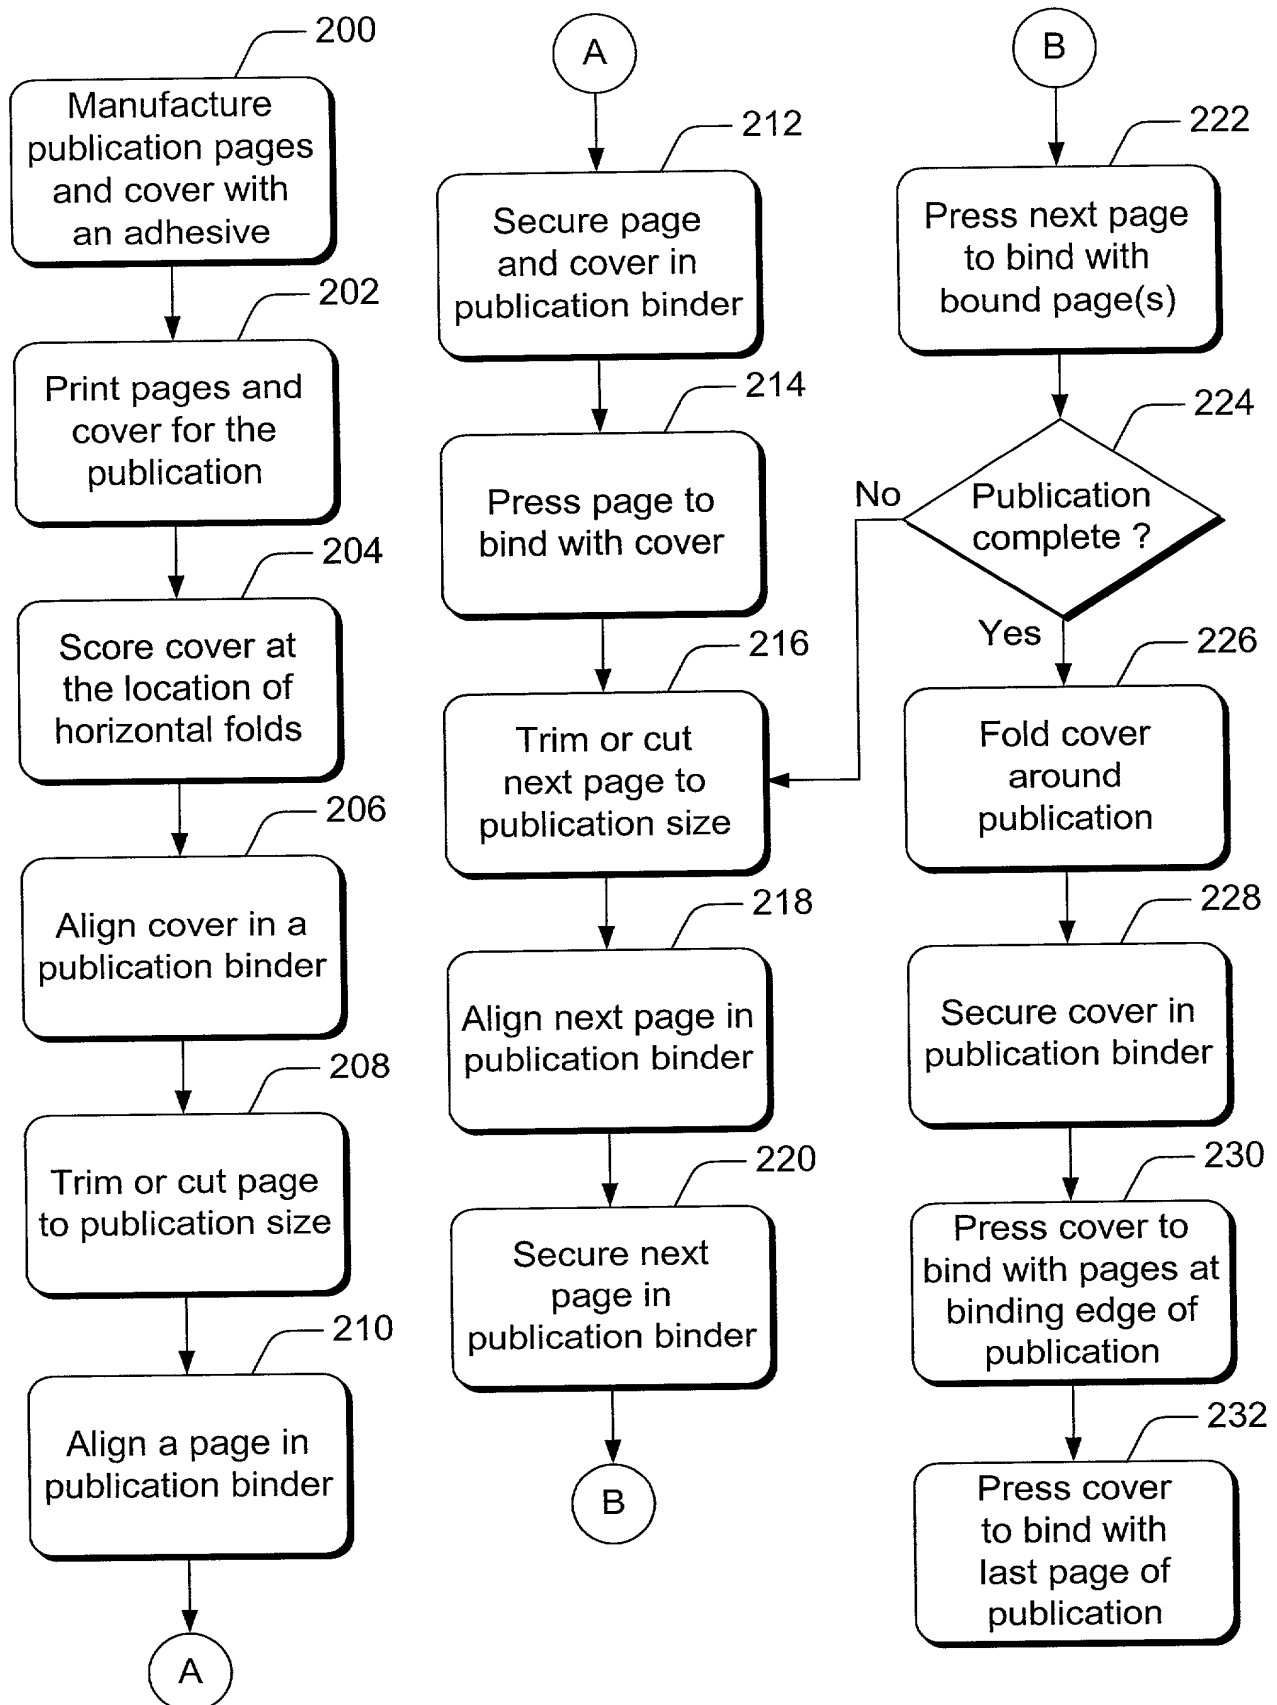 200
Manufacture
publication pages
and cover with
an adhesive
202
Print pages and
cover for the
publication
204
Score cover at
the location of
horizontal folds
206
Align cover in a
publication binder
208
Trim or cut page
to publication size
210
Align a page in
publication binder
A
A
212
Secure page
and cover in
publication binder
214
Press page to
bind with cover
216
Trim or cut
next page to
publication size
218
Align next page in
publication binder
220
Secure next
page in
publication binder
B
B
222
Press next page
to bind with
bound page(s)
224
Publication
complete ?
No
Yes
226
Fold cover
around
publication
228
Secure cover in
publication binder
230
Press cover to
bind with pages at
binding edge of
publication
232
Press cover
to bind with
last page of
publication